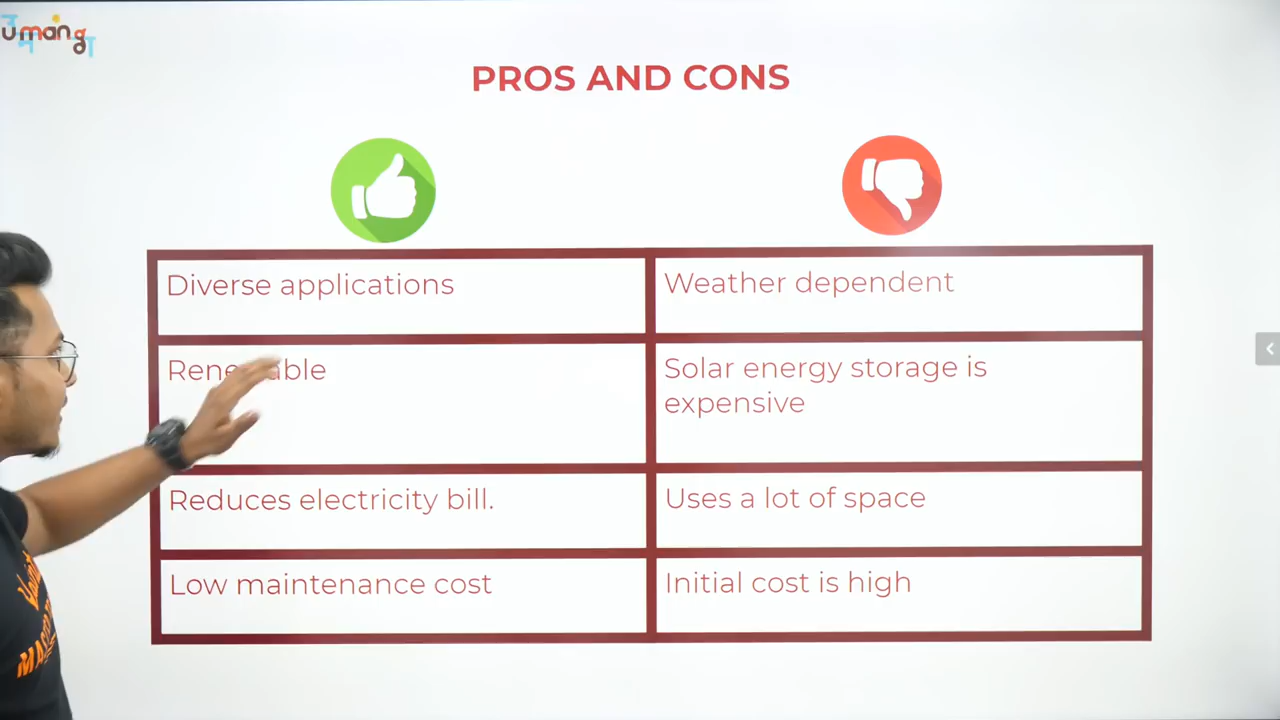 umang
PROS AND CONS
Diverse applications
Weather dependent
Renewable
Solar energy storage is
expensive
Reduces electricity bill.
Uses a lot of space
Low maintenance cost
Initial cost is high